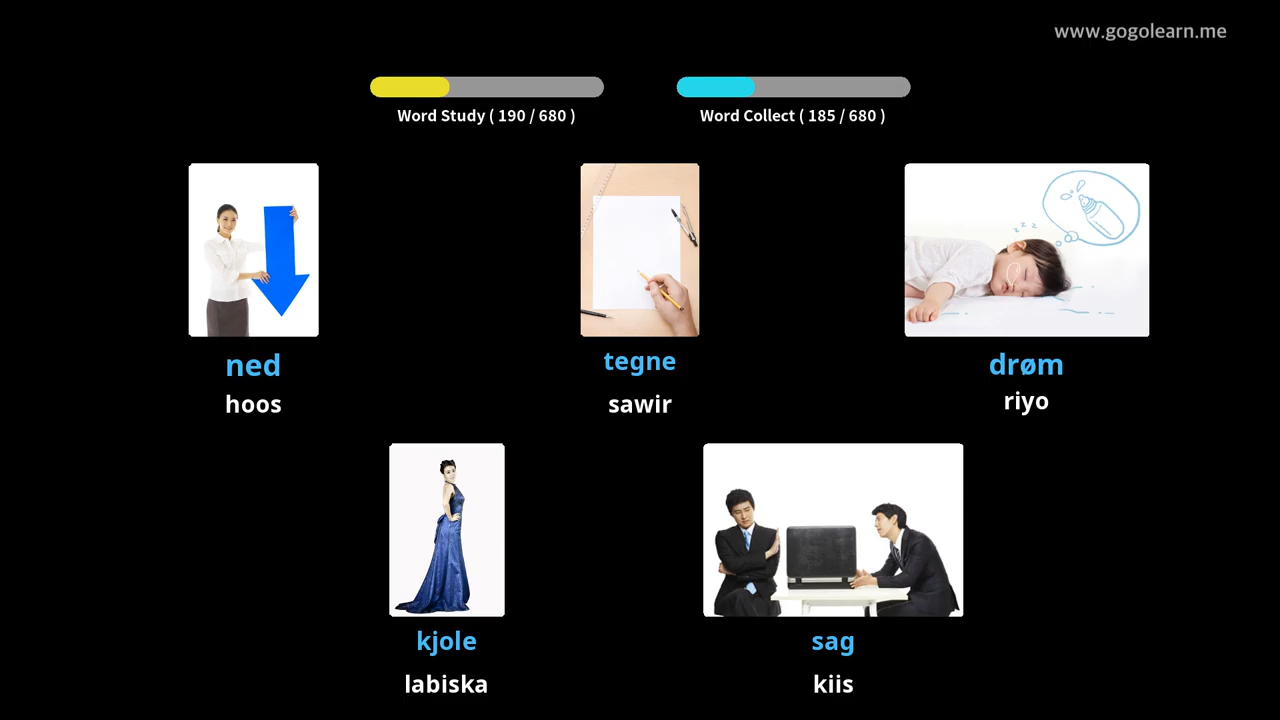 www.gogolearn.me
Word Study ( 190 / 680 )
Word Collect ( 185 / 680 )
ned
hoos
tegne
sawir
drøm
riyo
kjole
labiska
sag
kiis